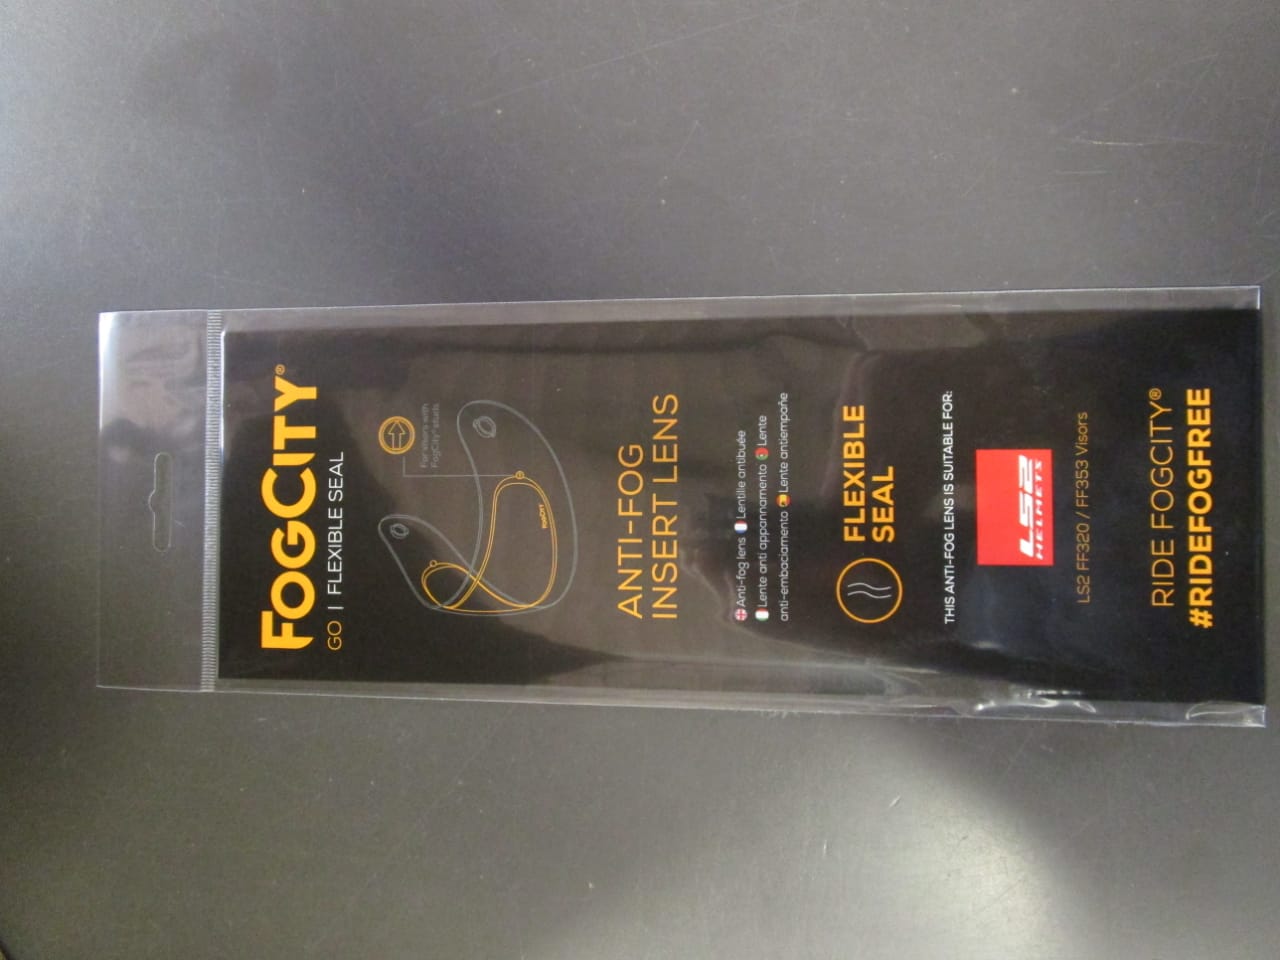 FOGCITY®
GO | FLEXIBLE SEAL
For visors with
FogCity® studs
FOGCITY
ANTI-FOG
INSERT LENS
Anti-fog lens Lentille antibuée
Lente anti appannamento Lente
anti-embaciamento Lente antiempañe
FLEXIBLE
SEAL
THIS ANTI-FOG LENS IS SUITABLE FOR:
LS2
HELMETS
LS2 FF320 / FF353 Visors
RIDE FOGCITY®
#RIDEFOGFREE